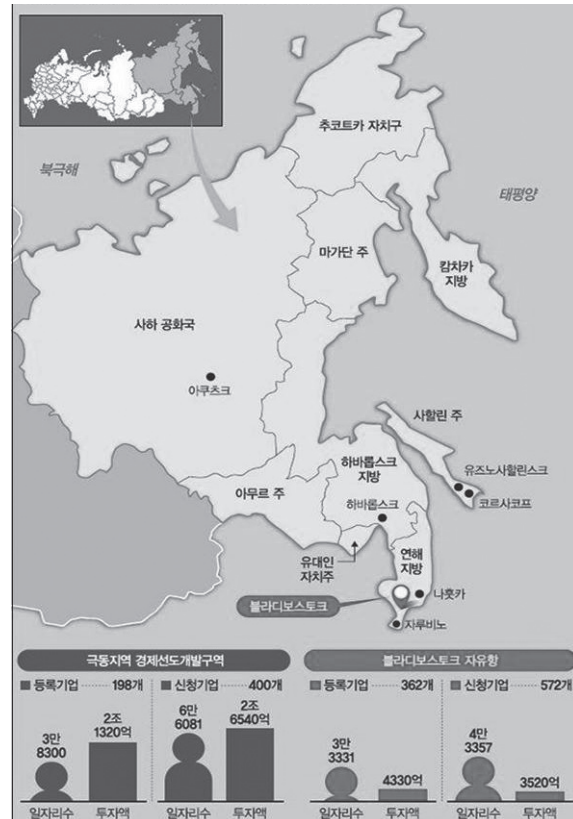 추코트카 자치구
북극해
태평양
마가단 주
캄차카
지방
사하 공화국
아쿠츠크
사할린 주
하바롭스크
지방
유즈노사할린스크
코르사코프
아무르 주
하바롭스크
유대인
자치주
연해
지방
블라디보스토크
나홋카
자루비노
극동지역 경제선도개발구역
블라디보스토크 자유항
등록기업 198개
신청기업 400개
등록기업 362개
신청기업 572개
3만
8300
2조
1320억
6만
6081
2조
6540억
3만
3331
4330억
4만
3357
3520억
일자리수 투자액 일자리수 투자액 일자리수 투자액 일자리수 투자액